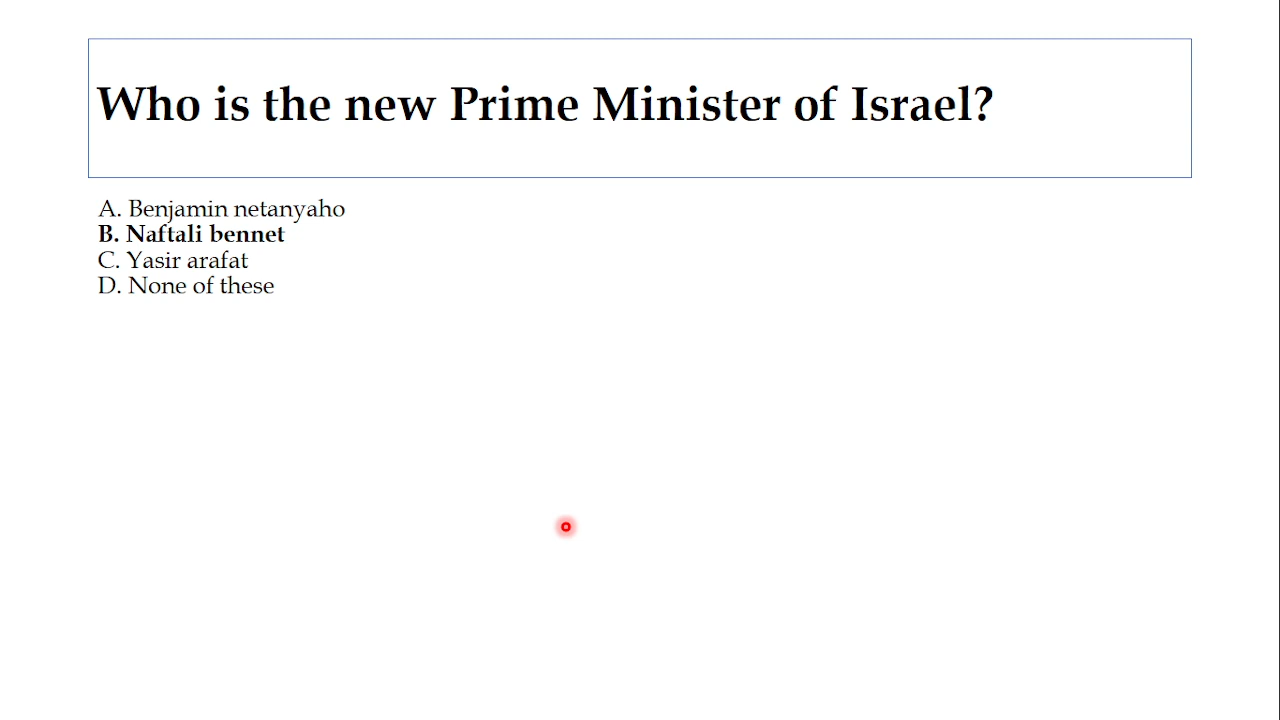 Who is the new Prime Minister of Israel?
A. Benjamin netanyaho
B. Naftali bennet
C. Yasir arafat
D. None of these